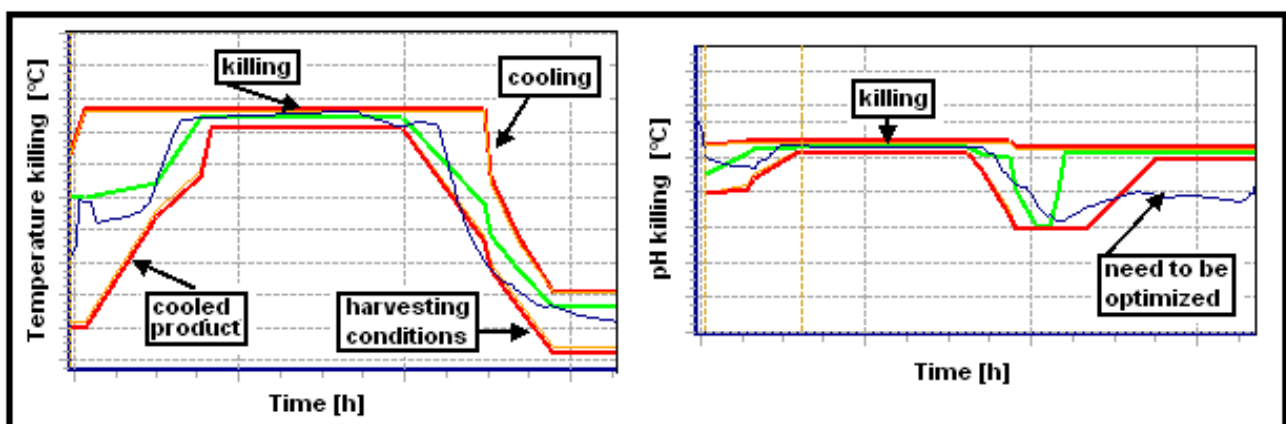 Temperature killing [°C]
killing
cooling
cooled
product
harvesting
conditions
Time [h]
pH killing [°C]
killing
need to be
optimized
Time [h]